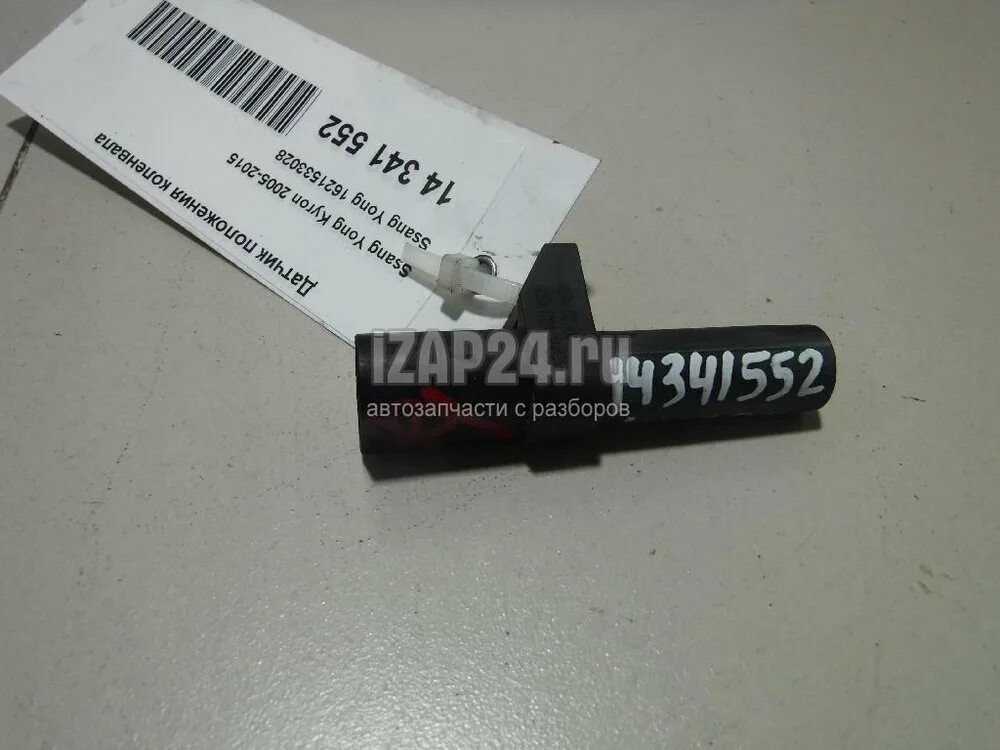 Датчик положения коленвала
Ssang Yong Kyron 2005-2015
Ssang Yong 1621533028
14 341 552
iZAP24.ru
автозапчасти с разборов
14341552